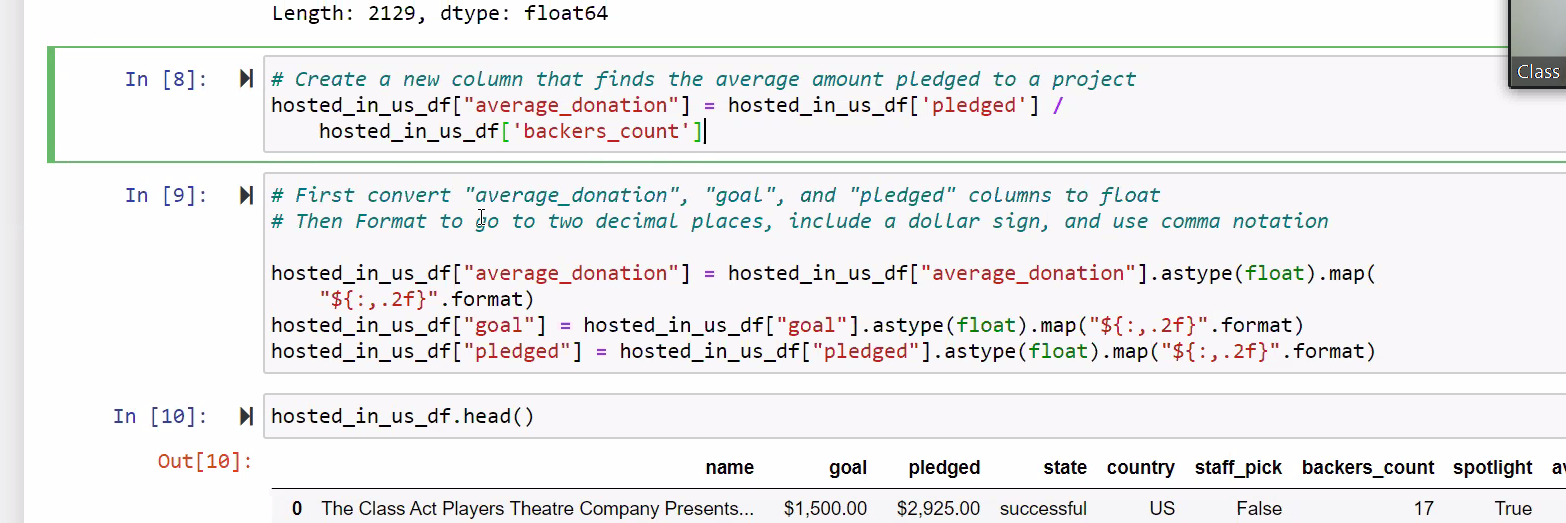 Length: 2129, dtype: float64
Class
In [8]:
# Create a new column that finds the average amount pledged to a project
hosted_in_us_df["average_donation"] = hosted_in_us_df['pledged'] /
hosted_in_us_df['backers_count']
In [9]:
# First convert "average_donation", "goal", and "pledged" columns to float
# Then Format to go to two decimal places, include a dollar sign, and use comma notation
hosted_in_us_df["average_donation"] = hosted_in_us_df["average_donation"].astype(float).map(
"${:,.2f}".format)
hosted_in_us_df["goal"] = hosted_in_us_df["goal"].astype(float).map("${:,.2f}".format)
hosted_in_us_df["pledged"] = hosted_in_us_df["pledged"].astype(float).map("${:,.2f}".format)
In [10]:
hosted_in_us_df.head()
Out[10]:
name goal pledged state country staff_pick backers_count spotlight
0 The Class Act Players Theatre Company Presents... $1,500.00 $2,925.00 successful US False 17 True